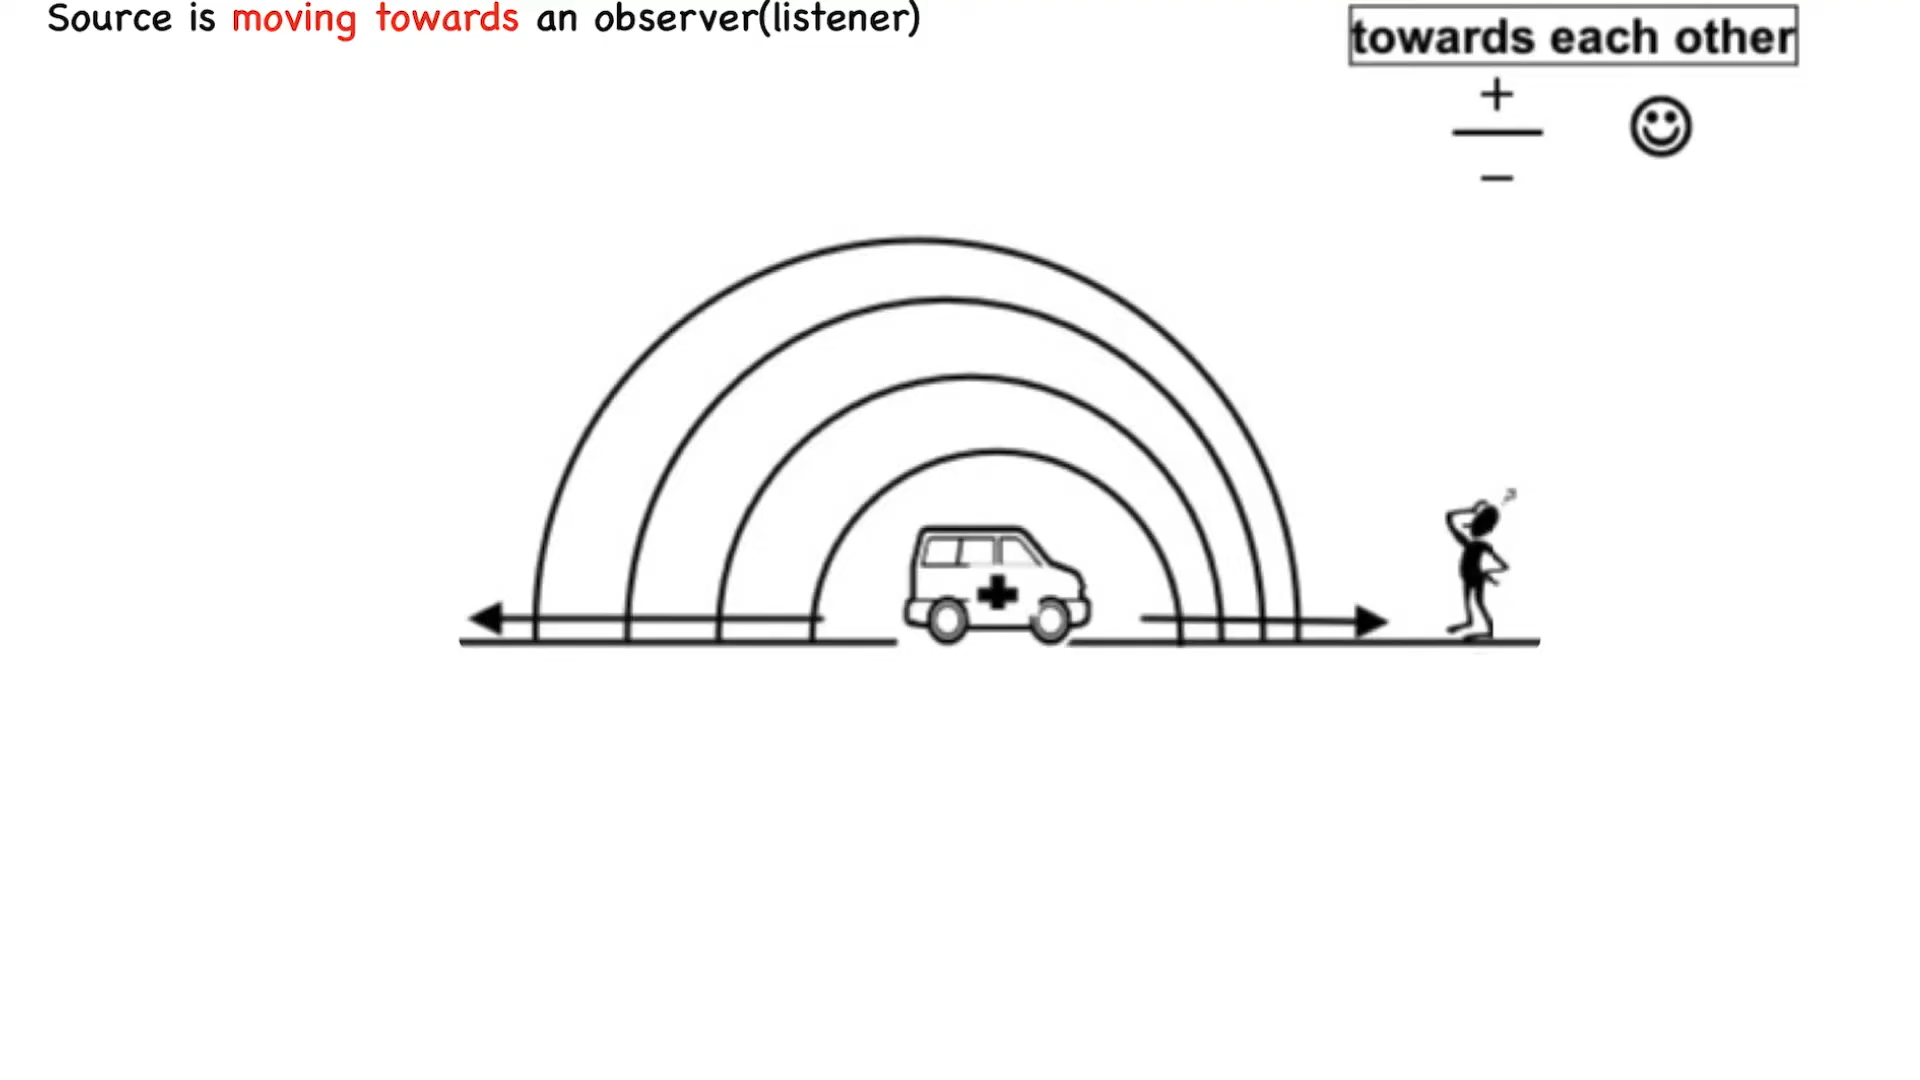 Source is moving towards an observer(listener)
towards each other
+
−
?